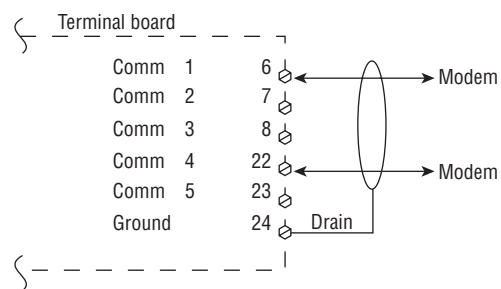 Terminal board
Comm 1 6 Modem
Comm 2 7
Comm 3 8
Comm 4 22 Modem
Comm 5 23
Ground 24 Drain